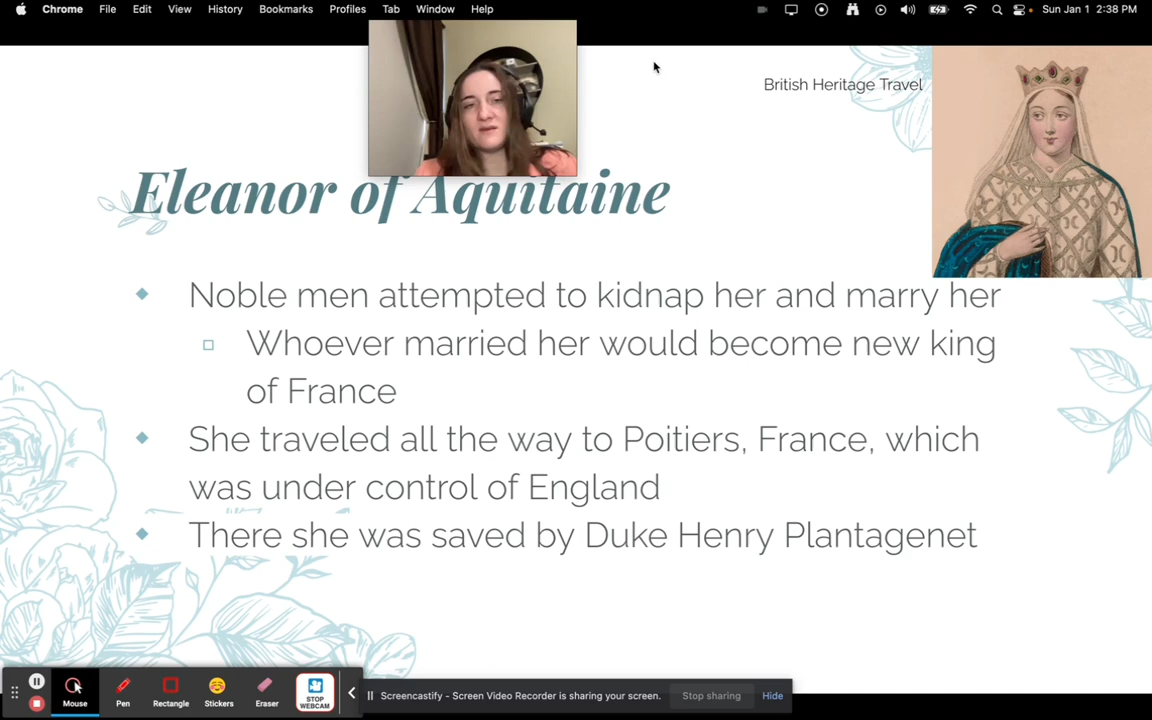 Chrome File Edit View History Bookmarks Profiles Tab Window Help Sun Jan 1 2:38 PM
British Heritage Travel
Eleanor of Aquitaine
Noble men attempted to kidnap her and marry her
Whoever married her would become new king
of France
She traveled all the way to Poitiers, France, which
was under control of England
There she was saved by Duke Henry Plantagenet
Mouse Pen Rectangle Stickers Eraser STOP WEBCAM
Screencastify - Screen Video Recorder is sharing your screen. Stop sharing Hide